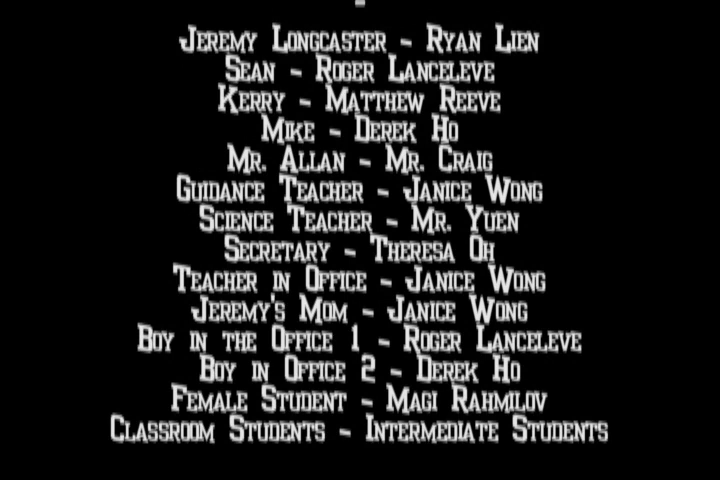 Jeremy Longcaster - Ryan Lien
Sean - Roger Lanceleve
Kerry - Matthew Reeve
Mike - Derek Ho
Mr. Allan - Mr. Craig
Guidance Teacher - Janice Wong
Science Teacher - Mr. Yuen
Secretary - Theresa Oh
Teacher in Office - Janice Wong
Jeremy's Mom - Janice Wong
Boy in the Office 1 - Roger Lanceleve
Boy in Office 2 - Derek Ho
Female Student - Magi Rahmilov
Classroom Students - Intermediate Students